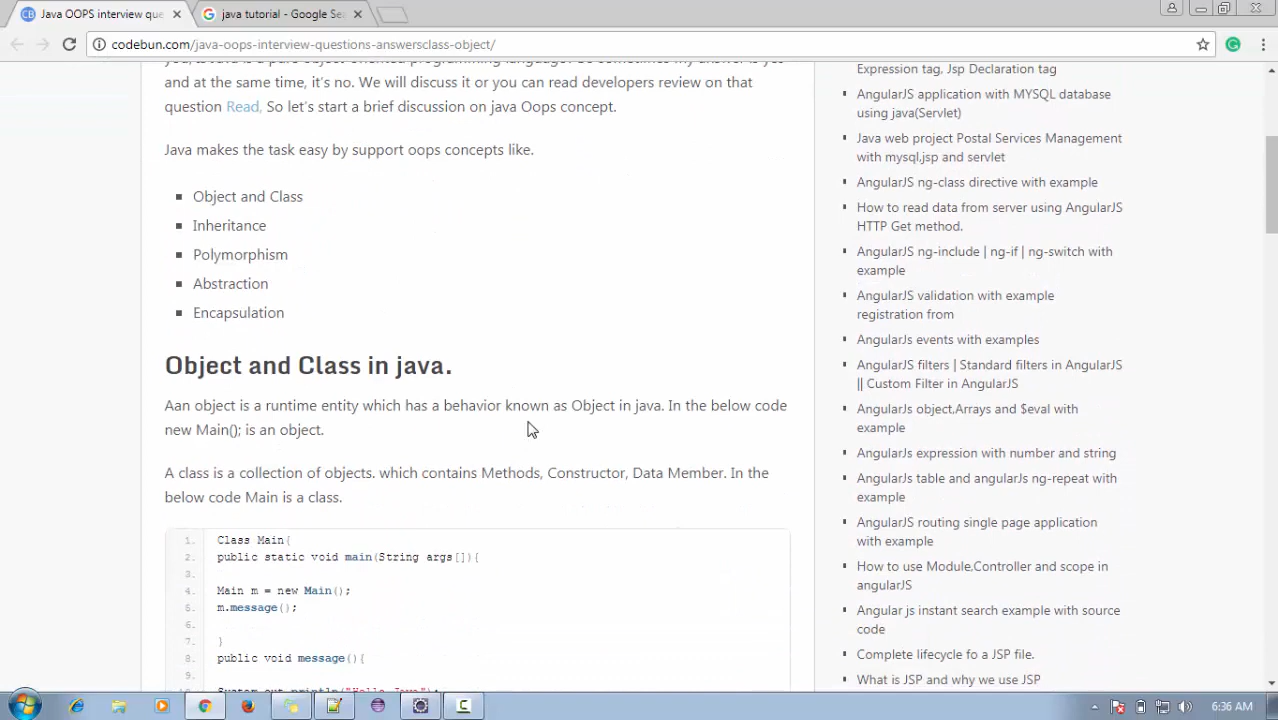 Java OOPS interview que
java tutorial - Google Se
codebun.com/java-oops-interview-questions-answersclass-object/
and at the same time, it's no. We will discuss it or you can read developers review on that
question Read, So let's start a brief discussion on java Oops concept.
Java makes the task easy by support oops concepts like.
Object and Class
Inheritance
Polymorphism
Abstraction
Encapsulation
Object and Class in java.
Aan object is a runtime entity which has a behavior known as Object in java. In the below code
new Main(); is an object.
A class is a collection of objects. which contains Methods, Constructor, Data Member. In the
below code Main is a class.
1. Class Main{
2. public static void main(String args[]){
3.
4. Main m = new Main();
5. m.message();
6.
7. }
8. public void message(){
9.
System.out.println("Hello Java");
Expression tag, Jsp Declaration tag
AngularJS application with MYSQL database
using java(Servlet)
Java web project Postal Services Management
with mysql,jsp and servlet
AngularJS ng-class directive with example
How to read data from server using AngularJS
HTTP Get method.
AngularJS ng-include | ng-if | ng-switch with
example
AngularJS validation with example
registration from
AngularJs events with examples
AngularJS filters | Standard filters in AngularJS
|| Custom Filter in AngularJS
AngularJs object,Arrays and $eval with
example
AngularJs expression with number and string
AngularJs table and angularJs ng-repeat with
example
AngularJS routing single page application
with example
How to use Module,Controller and scope in
angularJS
Angular js instant search example with source
code
Complete lifecycle fo a JSP file.
What is JSP and why we use JSP
6:36 AM